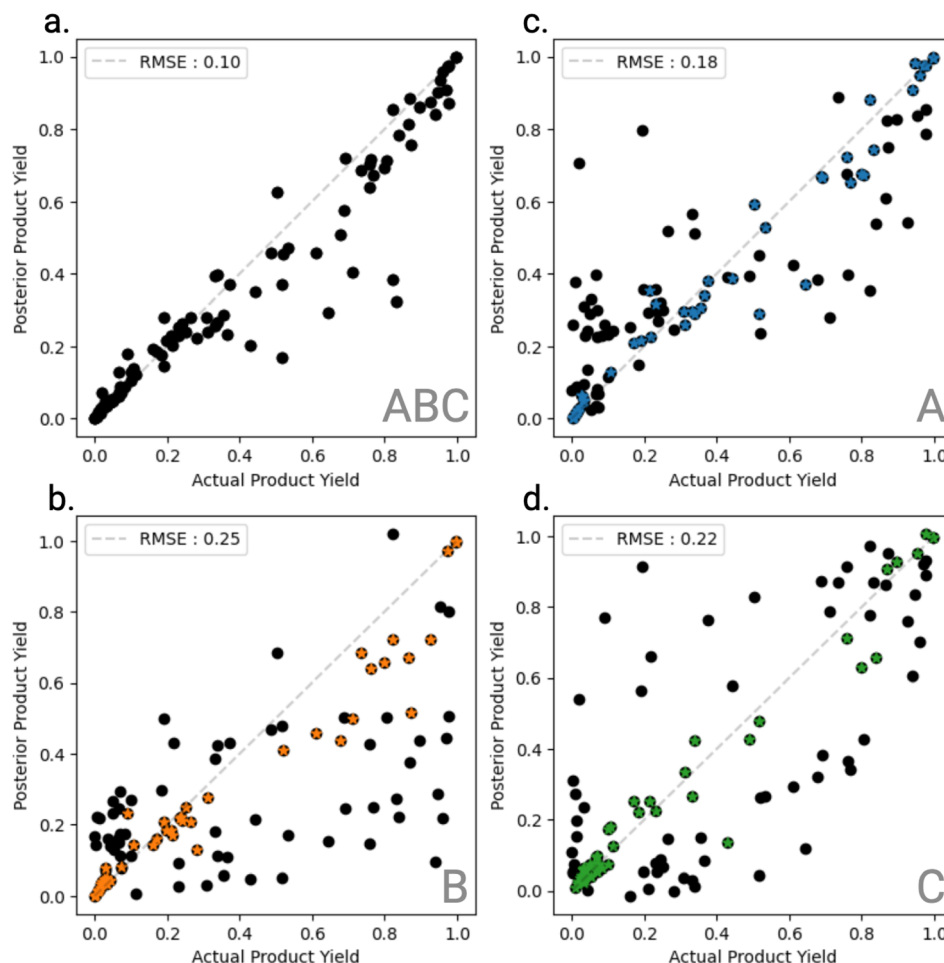 a.
RMSE : 0.10
1.0
0.8
0.6
0.4
0.2
0.0
Posterior Product Yield
ABC
0.0 0.2 0.4 0.6 0.8 1.0
Actual Product Yield
c.
RMSE : 0.18
1.0
0.8
0.6
0.4
0.2
0.0
Posterior Product Yield
A
0.0 0.2 0.4 0.6 0.8 1.0
Actual Product Yield
b.
RMSE : 0.25
1.0
0.8
0.6
0.4
0.2
0.0
Posterior Product Yield
B
0.0 0.2 0.4 0.6 0.8 1.0
Actual Product Yield
d.
RMSE : 0.22
1.0
0.8
0.6
0.4
0.2
0.0
Posterior Product Yield
C
0.0 0.2 0.4 0.6 0.8 1.0
Actual Product Yield